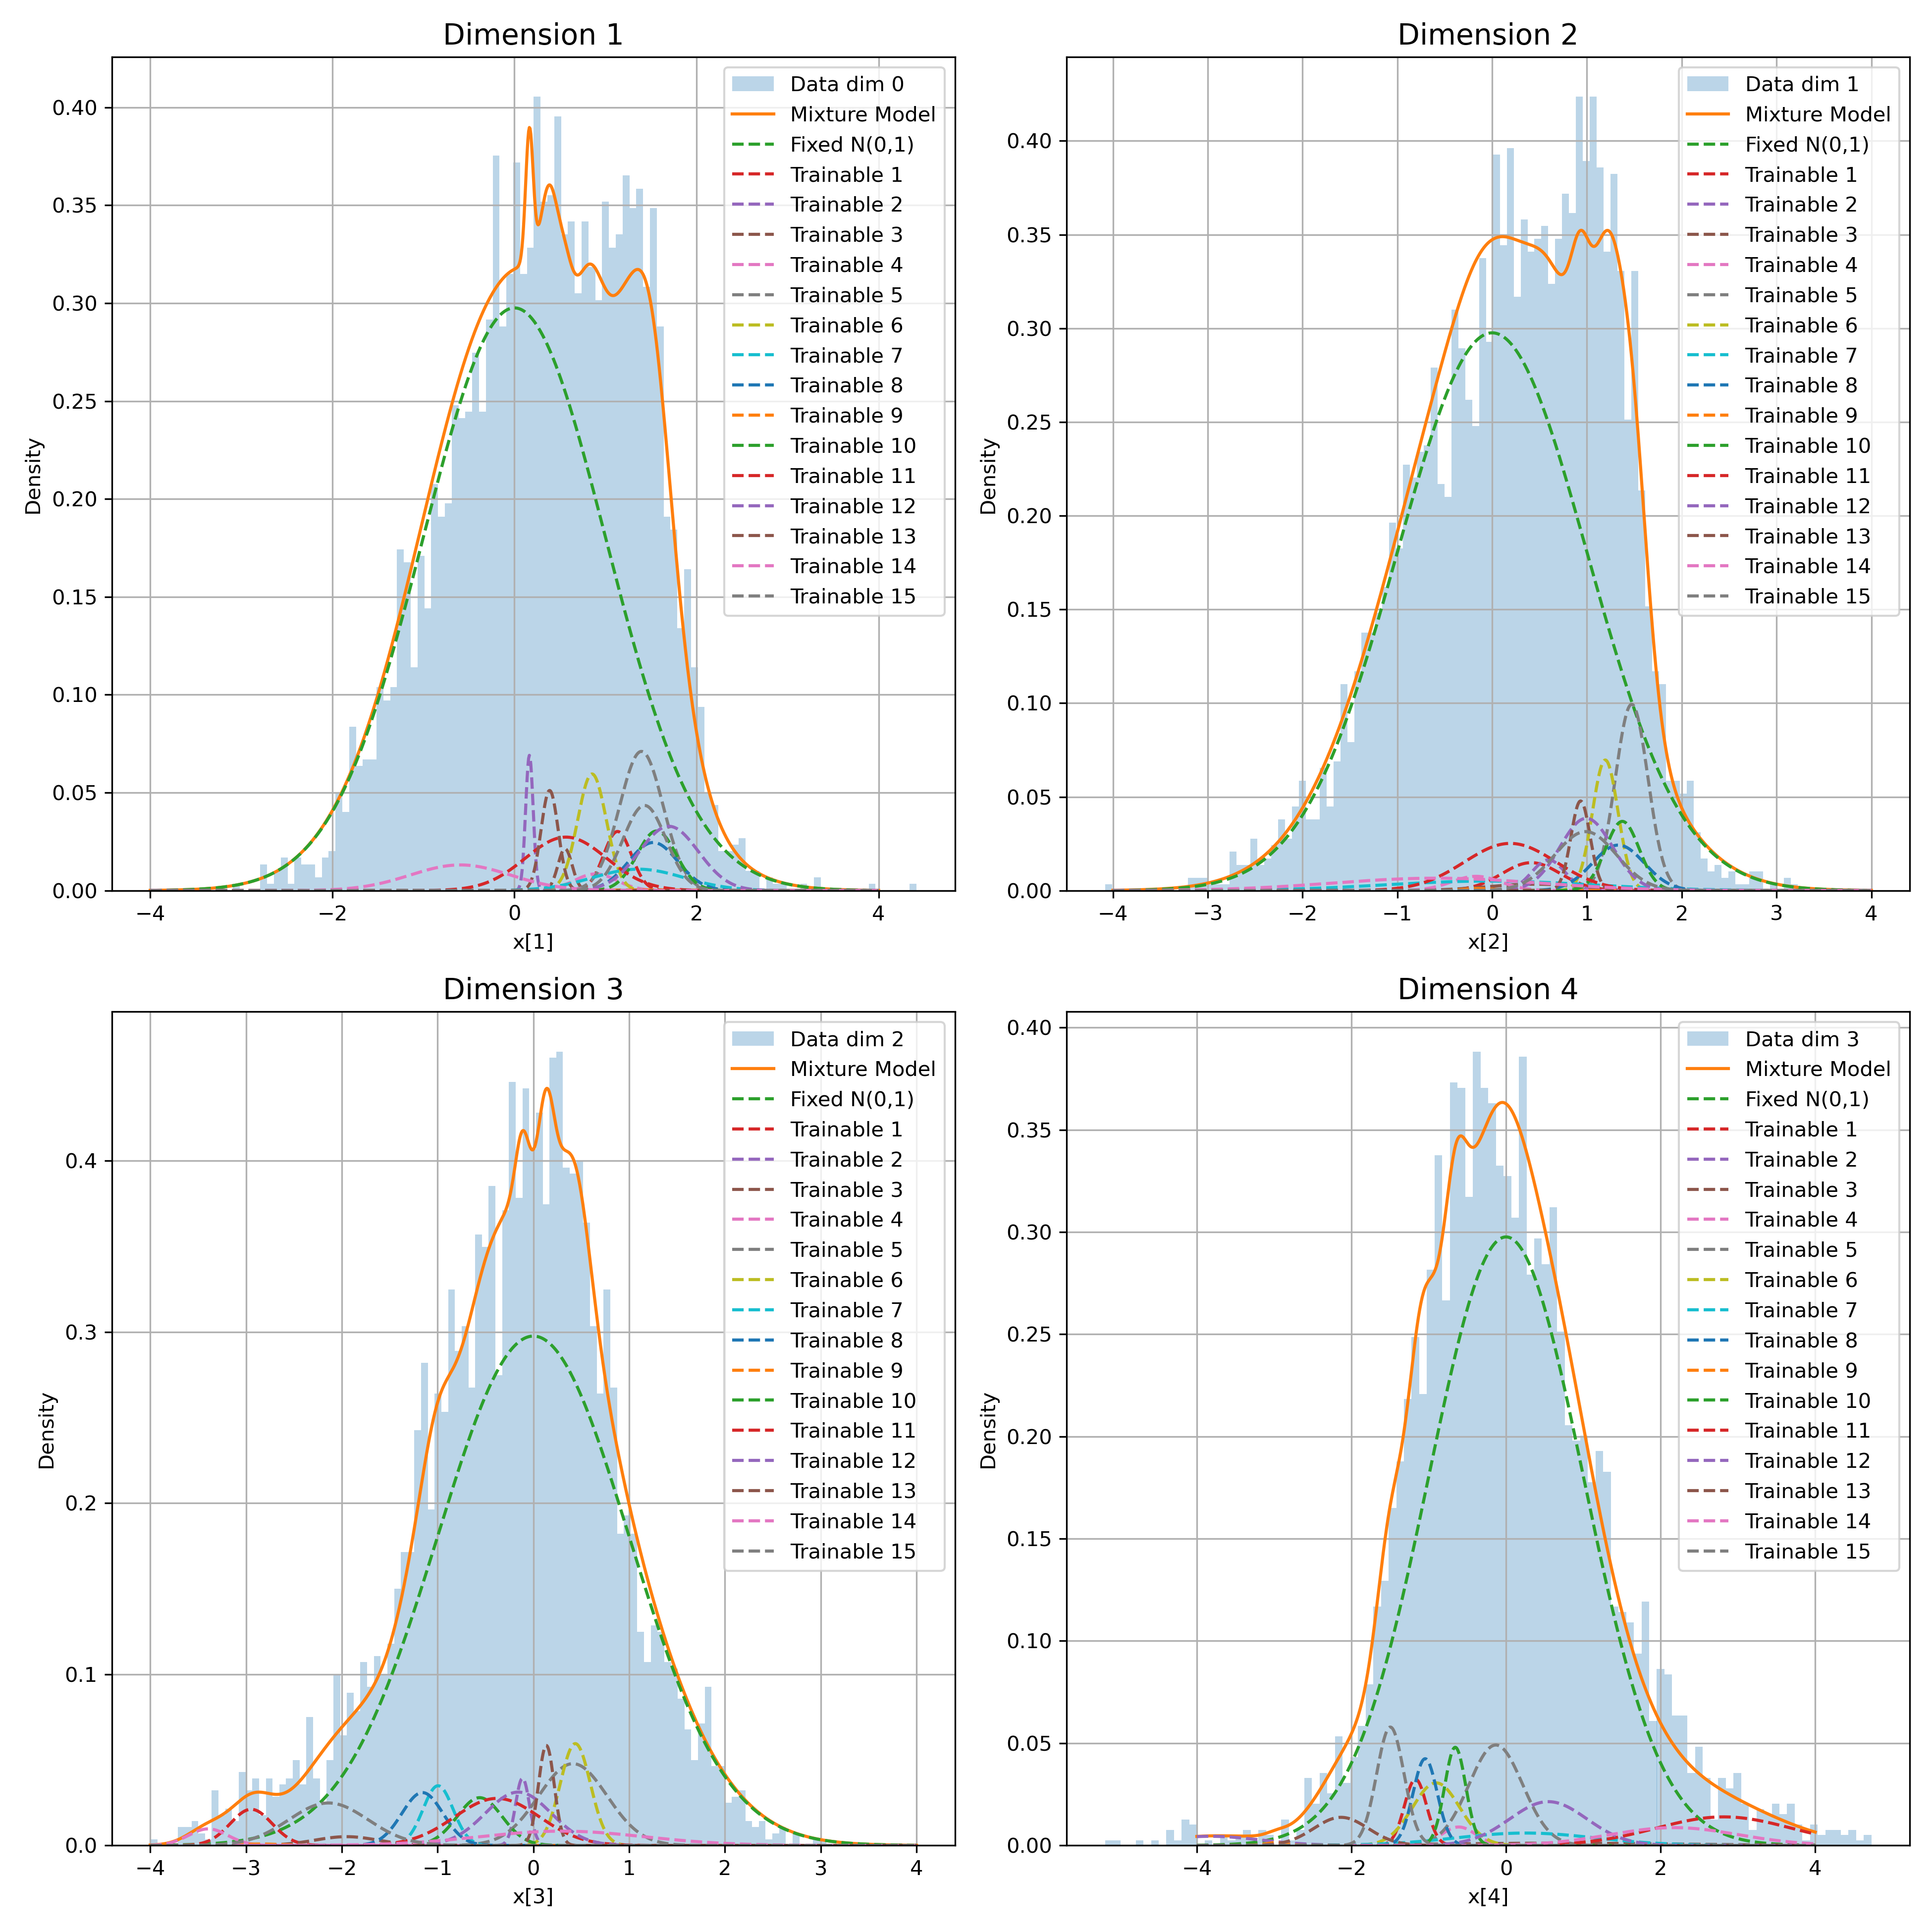 Dimension 1
Density
0.40
0.35
0.30
0.25
0.20
0.15
0.10
0.05
0.00
−4
−2
0
2
4
x[1]
Data dim 0
Mixture Model
Fixed N(0,1)
Trainable 1
Trainable 2
Trainable 3
Trainable 4
Trainable 5
Trainable 6
Trainable 7
Trainable 8
Trainable 9
Trainable 10
Trainable 11
Trainable 12
Trainable 13
Trainable 14
Trainable 15
Dimension 2
Density
0.40
0.35
0.30
0.25
0.20
0.15
0.10
0.05
0.00
−4
−3
−2
−1
0
1
2
3
4
x[2]
Data dim 1
Mixture Model
Fixed N(0,1)
Trainable 1
Trainable 2
Trainable 3
Trainable 4
Trainable 5
Trainable 6
Trainable 7
Trainable 8
Trainable 9
Trainable 10
Trainable 11
Trainable 12
Trainable 13
Trainable 14
Trainable 15
Dimension 3
Density
0.4
0.3
0.2
0.1
0.0
−4
−3
−2
−1
0
1
2
3
4
x[3]
Data dim 2
Mixture Model
Fixed N(0,1)
Trainable 1
Trainable 2
Trainable 3
Trainable 4
Trainable 5
Trainable 6
Trainable 7
Trainable 8
Trainable 9
Trainable 10
Trainable 11
Trainable 12
Trainable 13
Trainable 14
Trainable 15
Dimension 4
Density
0.40
0.35
0.30
0.25
0.20
0.15
0.10
0.05
0.00
−4
−2
0
2
4
x[4]
Data dim 3
Mixture Model
Fixed N(0,1)
Trainable 1
Trainable 2
Trainable 3
Trainable 4
Trainable 5
Trainable 6
Trainable 7
Trainable 8
Trainable 9
Trainable 10
Trainable 11
Trainable 12
Trainable 13
Trainable 14
Trainable 15